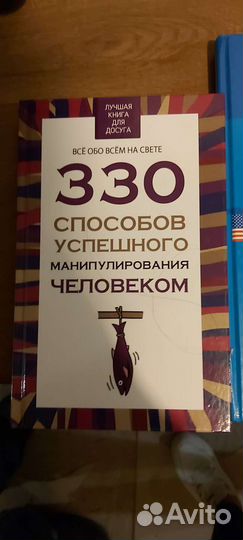 ЛУЧШАЯ
КНИГА
ДЛЯ
ДОСУГА
ВСЁ ОБО ВСЁМ НА СВЕТЕ
330
СПОСОБОВ
УСПЕШНОГО
МАНИПУЛИРОВАНИЯ
ЧЕЛОВЕКОМ
Avito